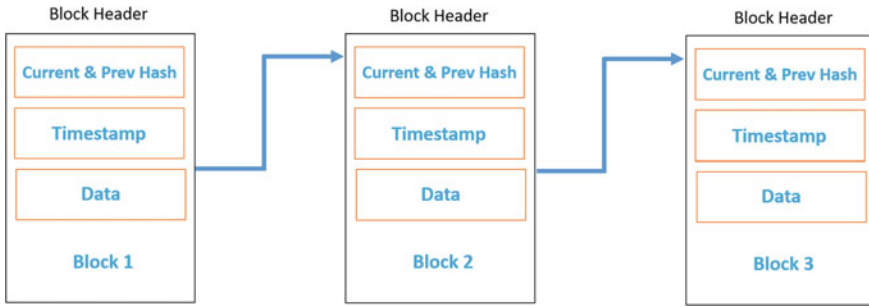 Block Header
Current & Prev Hash
Timestamp
Data
Block 1
Block Header
Current & Prev Hash
Timestamp
Data
Block 2
Block Header
Current & Prev Hash
Timestamp
Data
Block 3